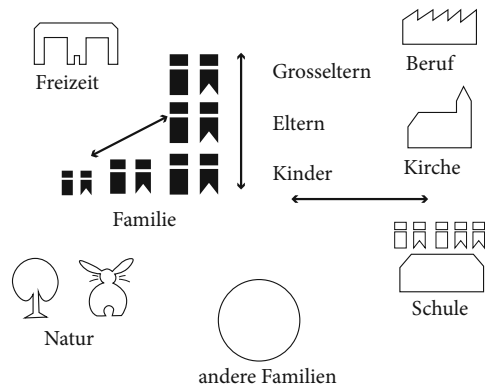 Freizeit
Grosseltern
Beruf
Eltern
Kinder
Kirche
Familie
Schule
Natur
andere Familien